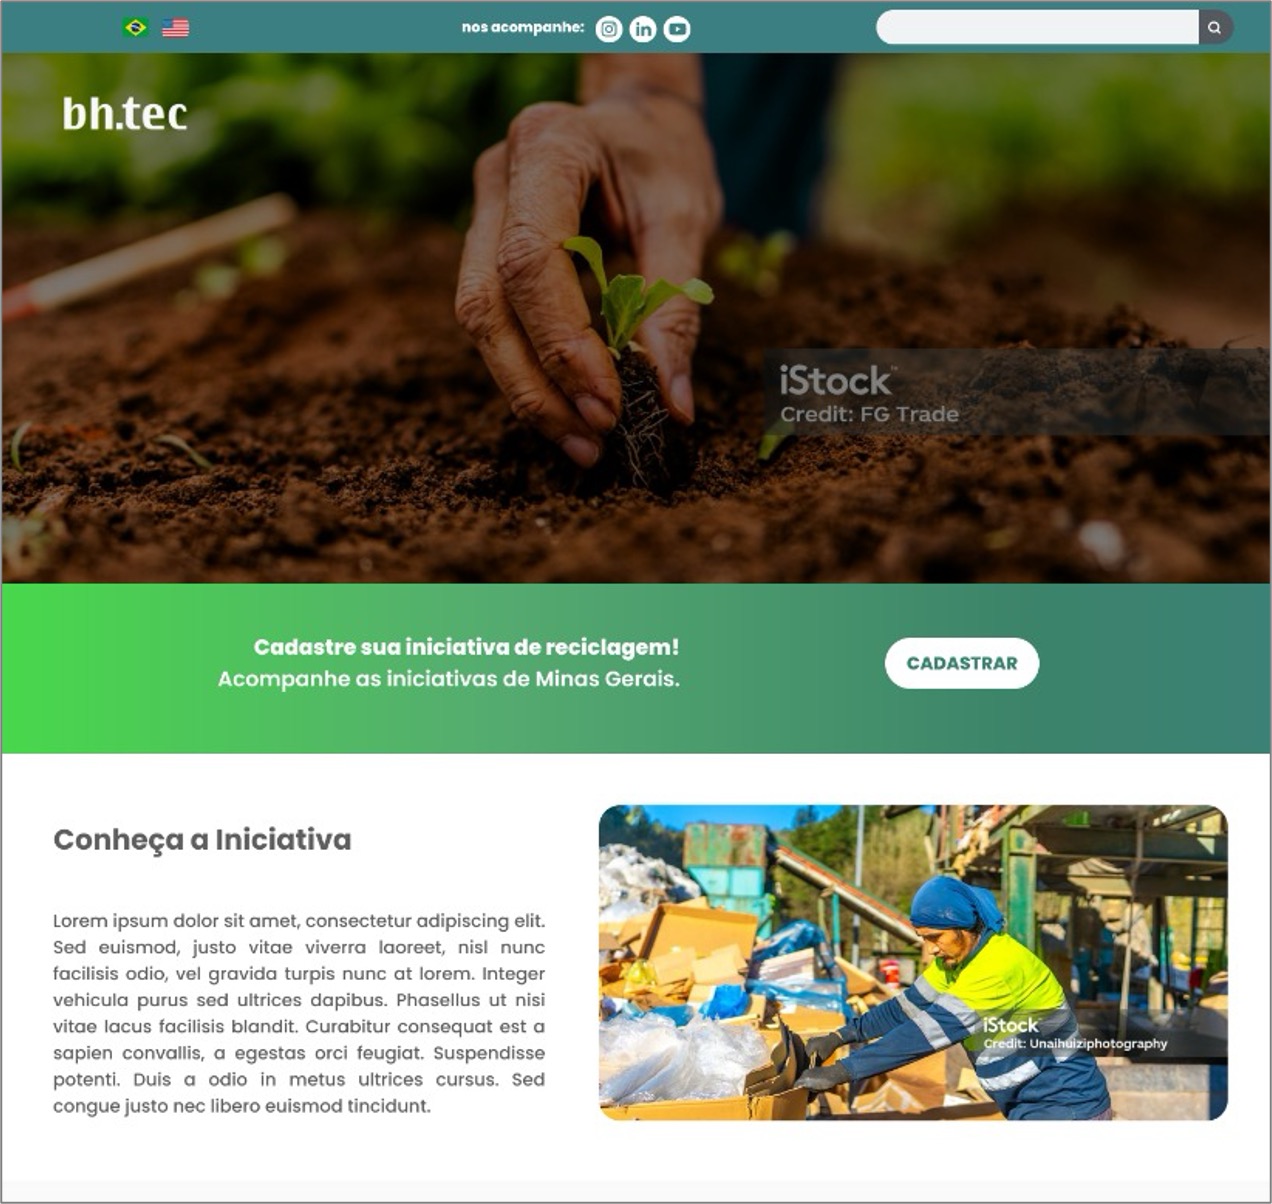 nos acompanhe:
bh.tec
iStock™
Credit: FG Trade
Cadastre sua iniciativa de reciclagem!
Acompanhe as iniciativas de Minas Gerais.
CADASTRAR
Conheça a Iniciativa
Lorem ipsum dolor sit amet, consectetur adipiscing elit.
Sed euismod, justo vitae viverra laoreet, nisl nunc
facilisis odio, vel gravida turpis nunc at lorem. Integer
vehicula purus sed ultrices dapibus. Phasellus ut nisi
vitae lacus facilisis blandit. Curabitur consequat est a
sapien convallis, a egestas orci feugiat. Suspendisse
potenti. Duis a odio in metus ultrices cursus. Sed
congue justo nec libero euismod tincidunt.
iStock
Credit: Unaihuiziphotography